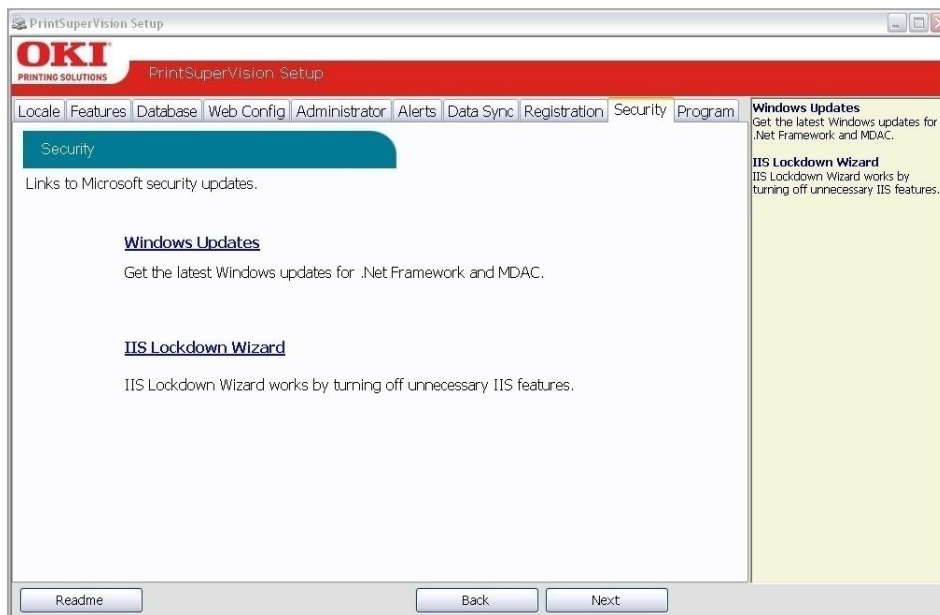 PrintSuperVision Setup
OKI
PRINTING SOLUTIONS
PrintSuperVision Setup
Locale Features Database Web Config Administrator Alerts Data Sync Registration Security Program
Security
Links to Microsoft security updates.
Windows Updates
Get the latest Windows updates for .Net Framework and MDAC.
IIS Lockdown Wizard
IIS Lockdown Wizard works by turning off unnecessary IIS features.
Windows Updates
Get the latest Windows updates for
.Net Framework and MDAC.
IIS Lockdown Wizard
IIS Lockdown Wizard works by
turning off unnecessary IIS features.
Readme Back Next